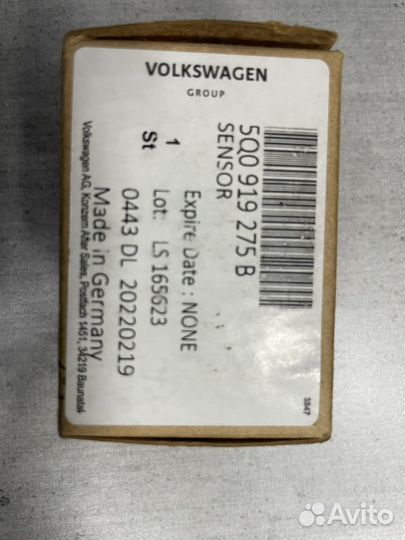 VOLKSWAGEN
GROUP
5Q0 919 275 B
SENSOR
1
St
Expire Date : NONE
Lot: LS 165623
0443 DL 20220219
Made in Germany
Volkswagen AG, Konzern After Sales, Postfach 1451, 34219 Baunatal
3847
Avito